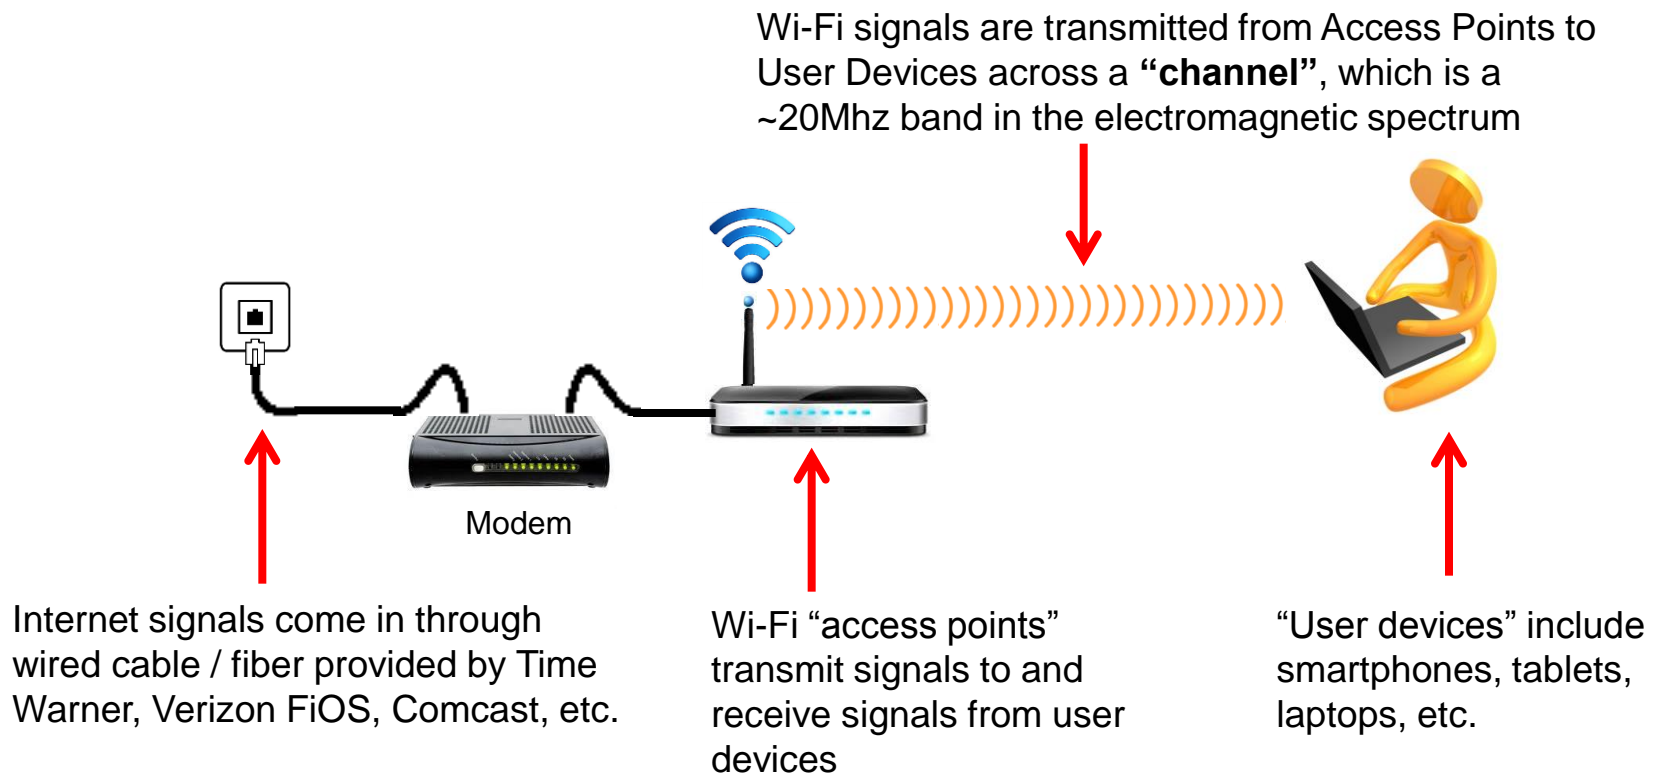 Wi-Fi signals are transmitted from Access Points to
User Devices across a “channel”, which is a
~20Mhz band in the electromagnetic spectrum
Modem
Internet signals come in through
wired cable / fiber provided by Time
Warner, Verizon FiOS, Comcast, etc.
Wi-Fi “access points”
transmit signals to and
receive signals from user
devices
“User devices” include
smartphones, tablets,
laptops, etc.